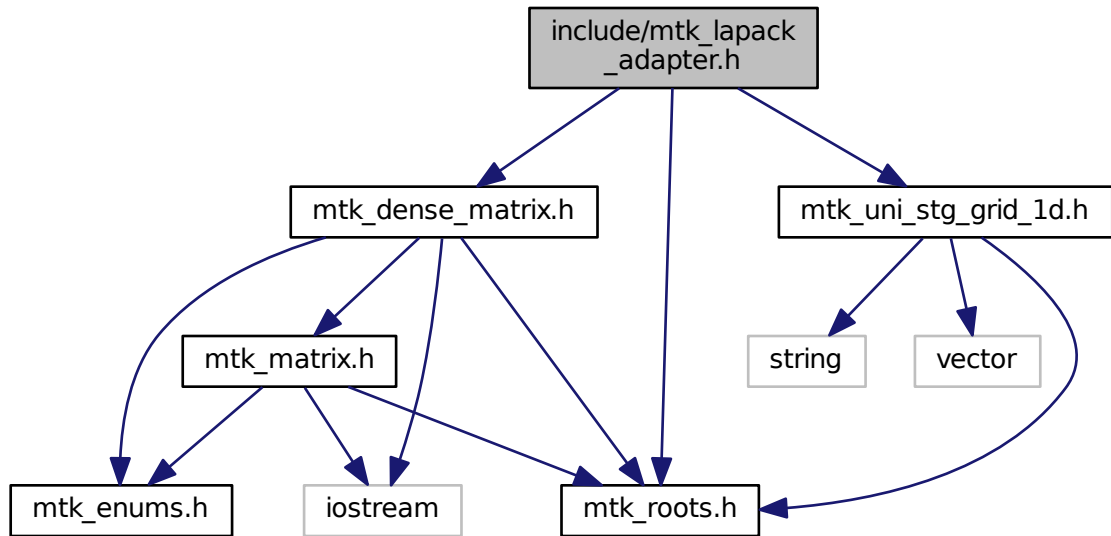 include/mtk_lapack
_adapter.h
mtk_dense_matrix.h
mtk_uni_stg_grid_1d.h
mtk_matrix.h
string
vector
mtk_enums.h
iostream
mtk_roots.h